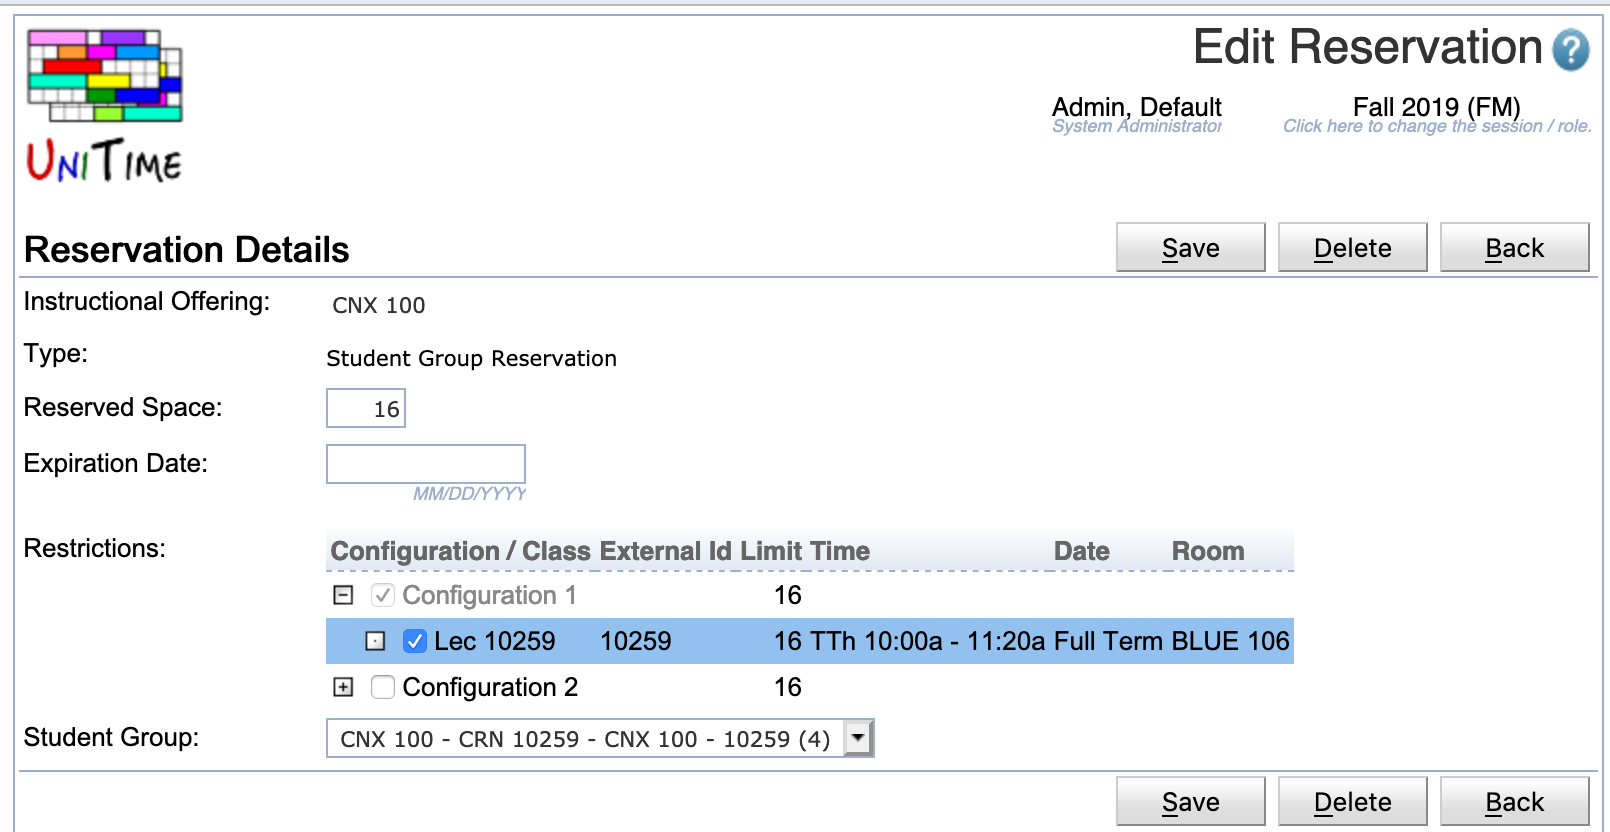 Edit Reservation ?
Admin, Default
System Administrator
Fall 2019 (FM)
Click here to change the session / role.
UNITIME
Reservation Details
Save Delete Back
Instructional Offering: CNX 100
Type: Student Group Reservation
Reserved Space: 16
Expiration Date:
MM/DD/YYYY
Restrictions:
Configuration / Class External Id Limit Time Date Room
Configuration 1 16
Lec 10259 10259 16 TTh 10:00a - 11:20a Full Term BLUE 106
Configuration 2 16
Student Group: CNX 100 - CRN 10259 - CNX 100 - 10259 (4)
Save Delete Back